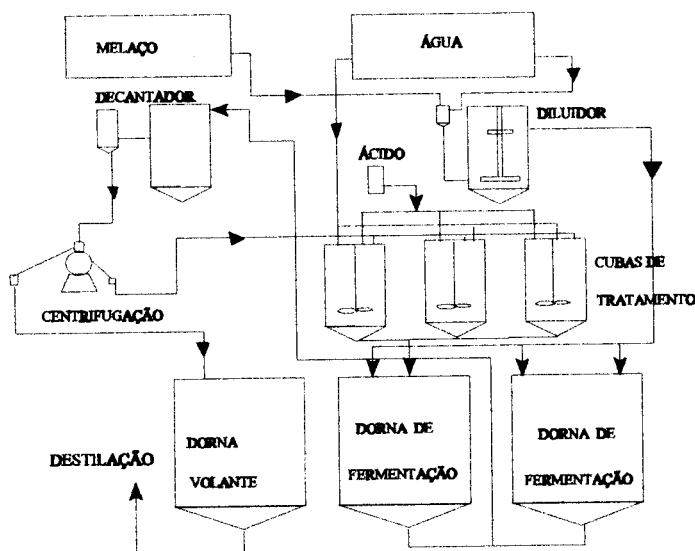 MELAÇO
ÁGUA
DECANTADOR
DILUIDOR
ÁCIDO
CUBAS DE
TRATAMENTO
CENTRIFUGAÇÃO
DORNA
VOLANTE
DORNA DE
FERMENTAÇÃO
DORNA DE
FERMENTAÇÃO
DESTILAÇÃO